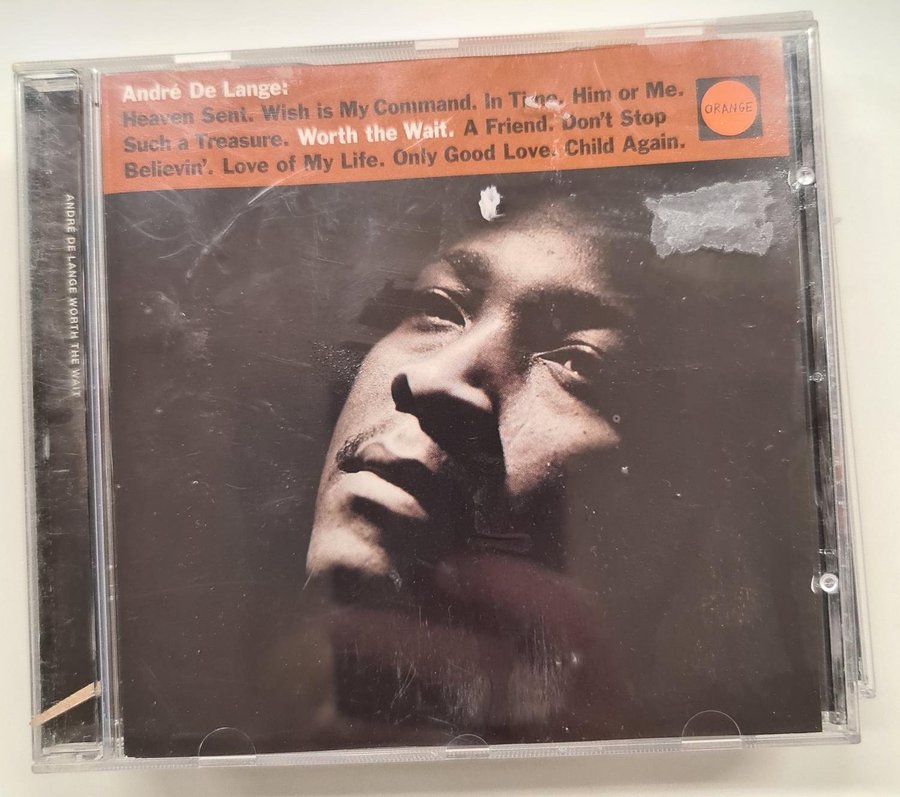 André De Lange:
Heaven Sent. Wish is My Command. In Time. Him or Me.
Such a Treasure. Worth the Wait. A Friend. Don't Stop
Believin'. Love of My Life. Only Good Love. Child Again.
ORANGE
ANDRÉ DE LANGE WORTH THE WAIT